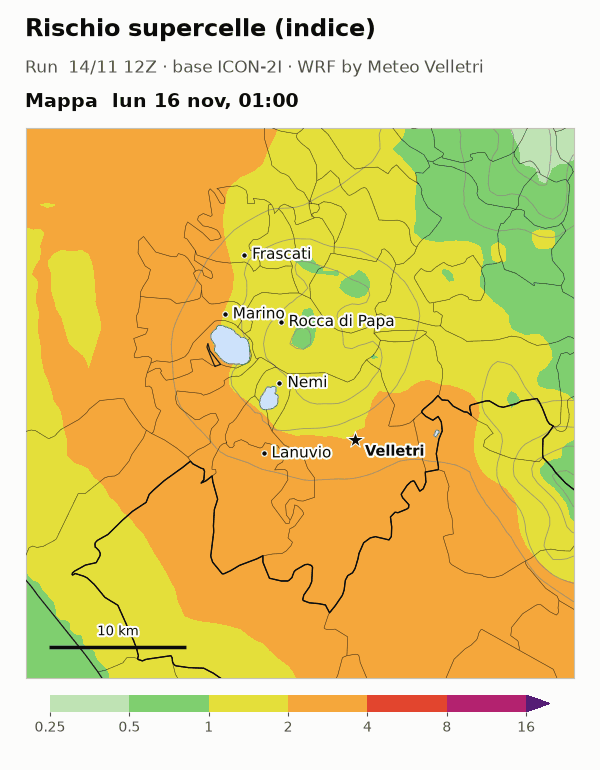 Rischio supercelle (indice)
Run  14/11 12Z · base ICON-2I · WRF by Meteo Velletri
Mappa  lun 16 nov, 01:00
Frascati
Marino
Rocca di Papa
Nemi
Velletri
Lanuvio
10 km
0.25 0.5 1 2 4 8 16